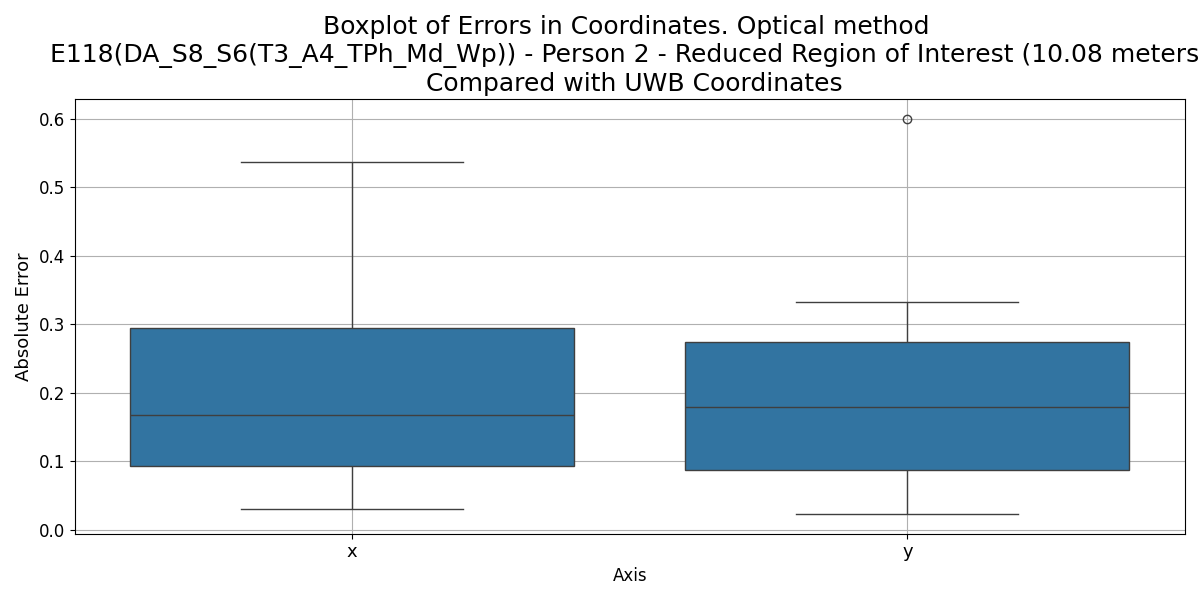 Boxplot of Errors in Coordinates. Optical method
E118(DA_S8_S6(T3_A4_TPh_Md_Wp)) - Person 2 - Reduced Region of Interest (10.08 meters
Compared with UWB Coordinates
Absolute Error
0.6
0.5
0.4
0.3
0.2
0.1
0.0
x y
Axis